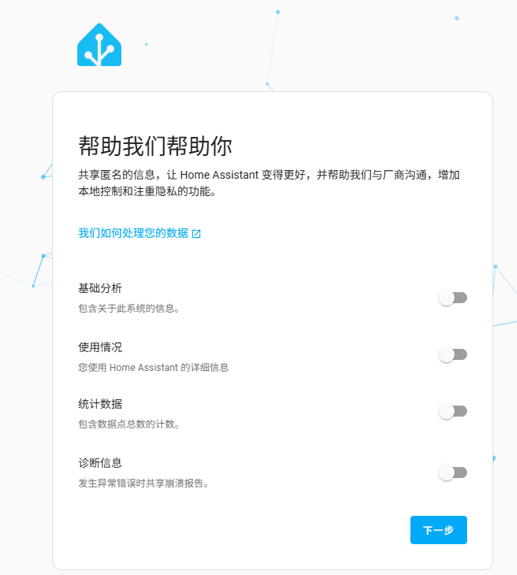 帮助我们帮助你
共享匿名的信息，让 Home Assistant 变得更好，并帮助我们与厂商沟通，增加
本地控制和注重隐私的功能。
我们如何处理您的数据
基础分析
包含关于此系统的信息。
使用情况
您使用 Home Assistant 的详细信息
统计数据
包含数据点总数的计数。
诊断信息
发生异常错误时共享崩溃报告。
下一步